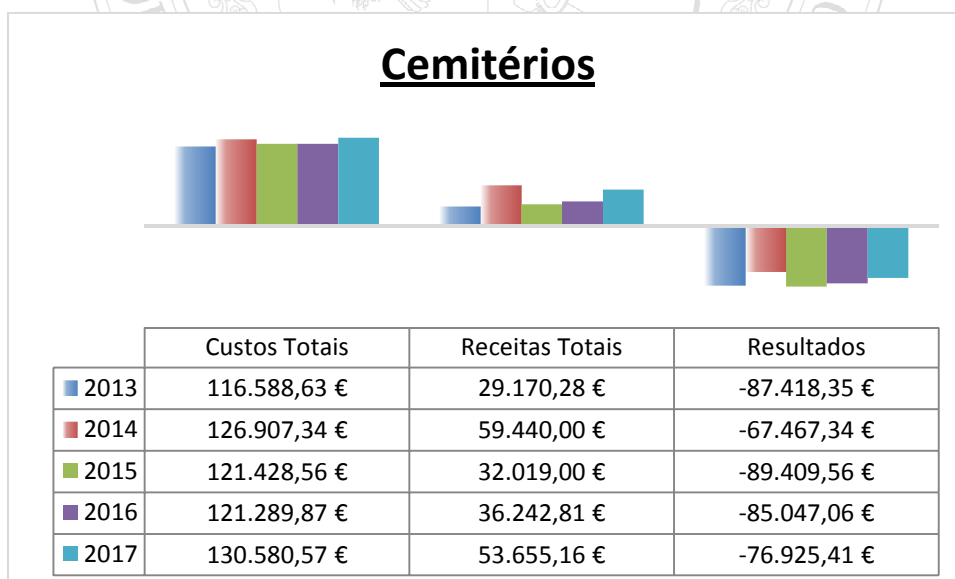 Cemitérios
Custos Totais Receitas Totais Resultados
2013 116.588,63 € 29.170,28 € -87.418,35 €
2014 126.907,34 € 59.440,00 € -67.467,34 €
2015 121.428,56 € 32.019,00 € -89.409,56 €
2016 121.289,87 € 36.242,81 € -85.047,06 €
2017 130.580,57 € 53.655,16 € -76.925,41 €